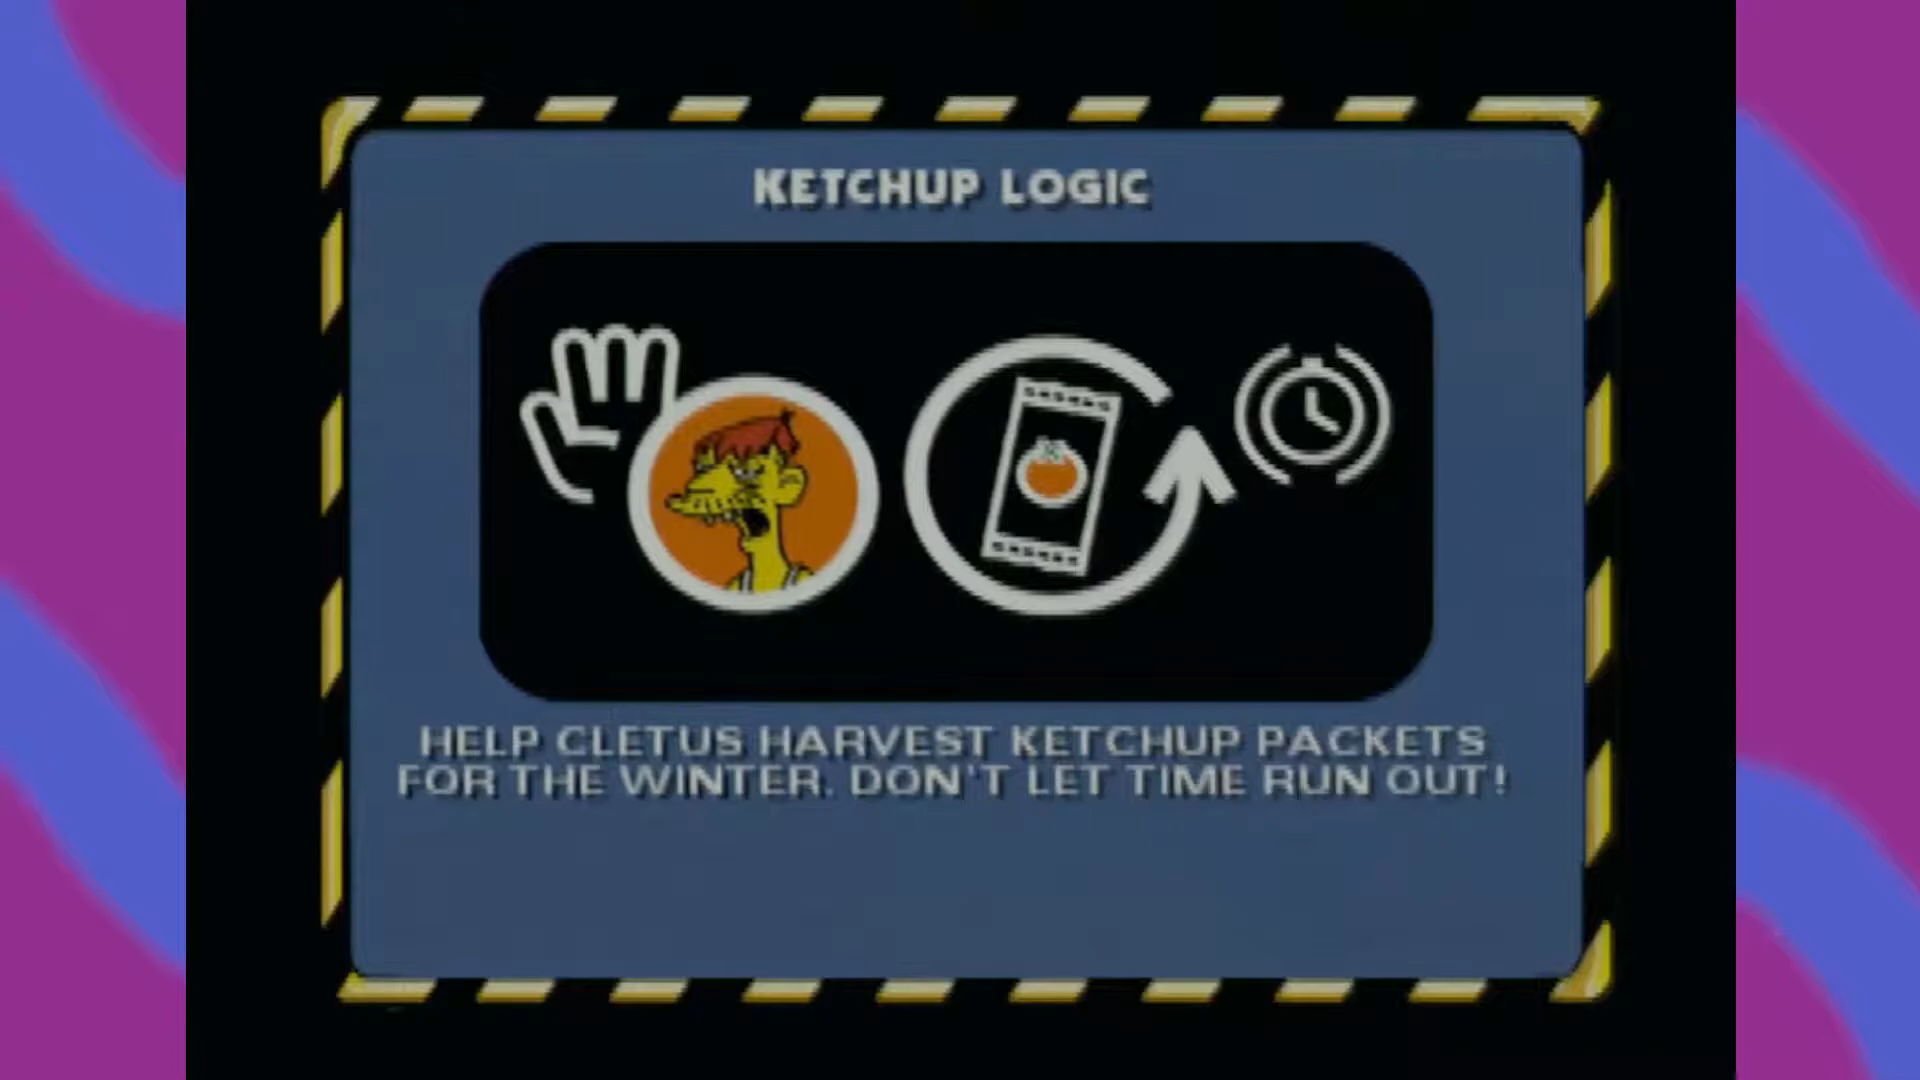 KETCHUP LOGIC
HELP CLETUS HARVEST KETCHUP PACKETS
FOR THE WINTER. DON'T LET TIME RUN OUT!